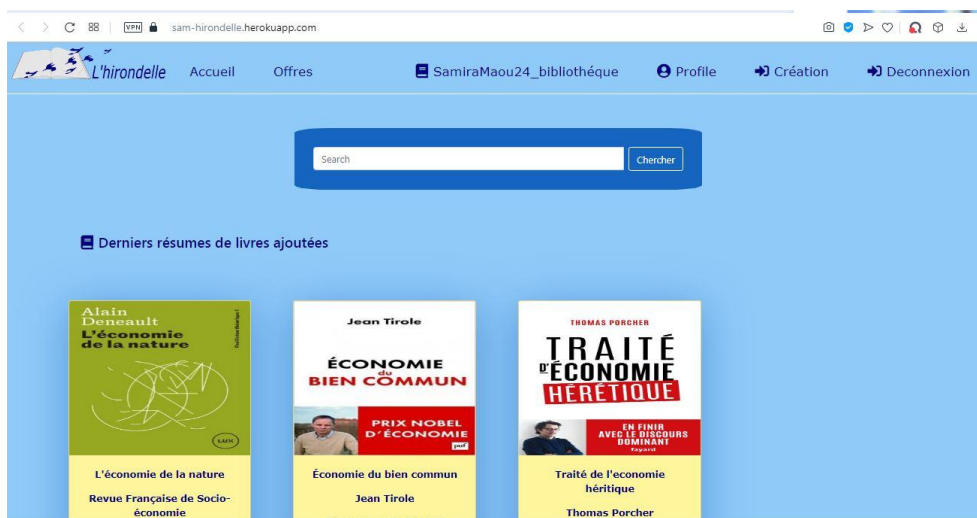 VPN
sam-hirondelle.herokuapp.com
L'hirondelle
Accueil
Offres
SamiraMaou24_bibliothéque
Profile
Création
Deconnexion
Search
Chercher
Derniers résumes de livres ajoutées
Alain
Deneault
L'économie
de la nature
LUX
L'économie de la nature
Revue Française de Socio-
économie
Jean Tirole
ÉCONOMIE
du
BIEN COMMUN
PRIX NOBEL
D'ÉCONOMIE
puf
Économie du bien commun
Jean Tirole
THOMAS PORCHER
TRAITÉ
D'ÉCONOMIE
HÉRÉTIQUE
EN FINIR
AVEC LE DISCOURS
DOMINANT
fayard
Traité de l'economie
héritique
Thomas Porcher